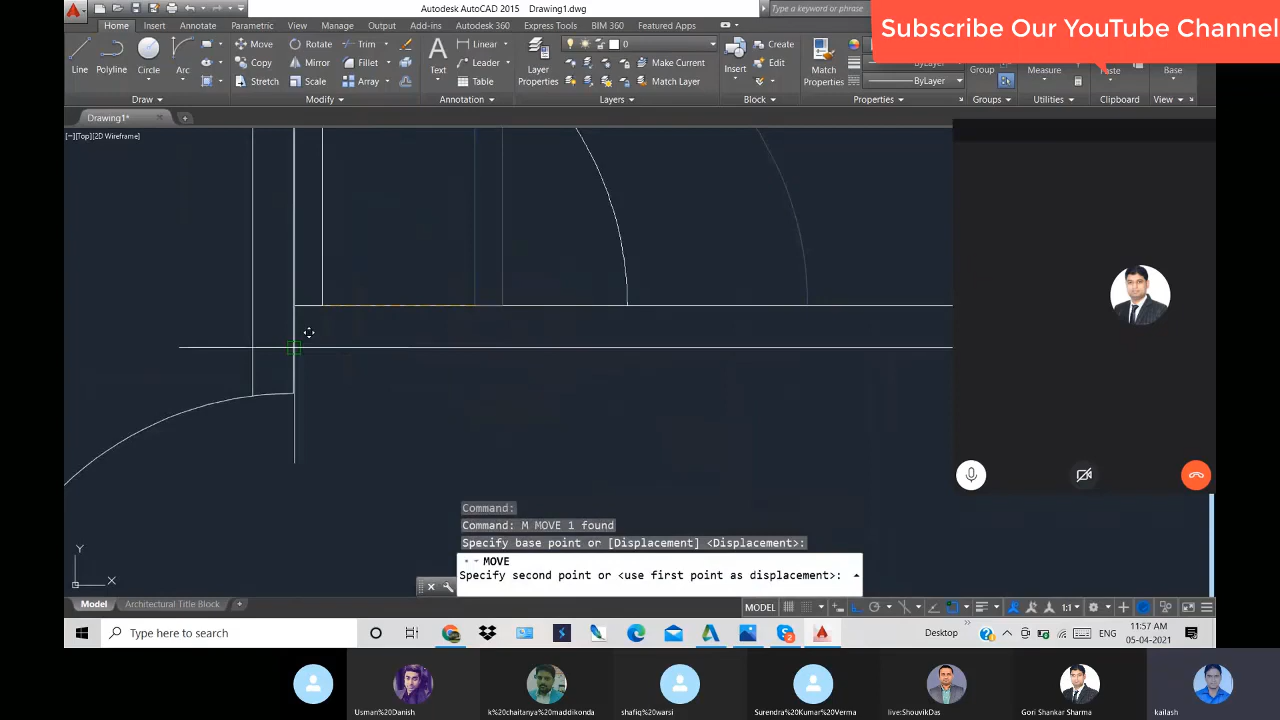 Autodesk AutoCAD 2015   Drawing1.dwg
Type a keyword or phrase
Subscribe Our YouTube Channel
Home Insert Annotate Parametric View Manage Output Add-ins Autodesk 360 Express Tools BIM 360 Featured Apps
Move Rotate Trim Linear 0 Create
Line Polyline Circle Arc Copy Mirror Fillet Text Leader Layer Properties Make Current Insert Edit Match Properties ByLayer Group Measure Paste Base
Stretch Scale Array Table Match Layer ByLayer
Draw Modify Annotation Layers Block Properties Groups Utilities Clipboard View
Drawing1*
[−][Top][2D Wireframe]
Command:
Command: M MOVE 1 found
Specify base point or [Displacement] <Displacement>:
MOVE
Specify second point or <use first point as displacement>:
Y
X
Model Architectural Title Block + MODEL 1:1
Type here to search
Desktop
ENG
11:57 AM
05-04-2021
Usman%20Danish k%20chaitanya%20maddikonda shafiq%20warsi Surendra%20Kumar%20Verma live:ShouvikDas Gori Shankar Sharma kailash